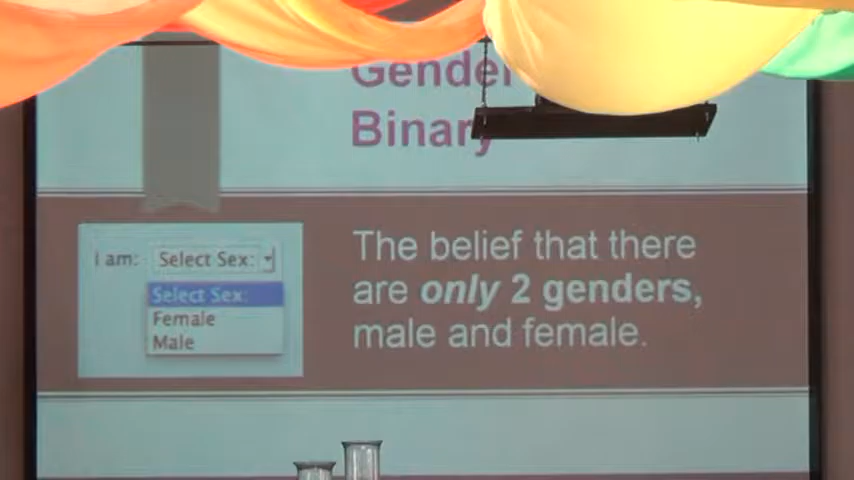 Gender
Binary
I am: Select Sex:
Select Sex:
Female
Male
The belief that there
are only 2 genders,
male and female.